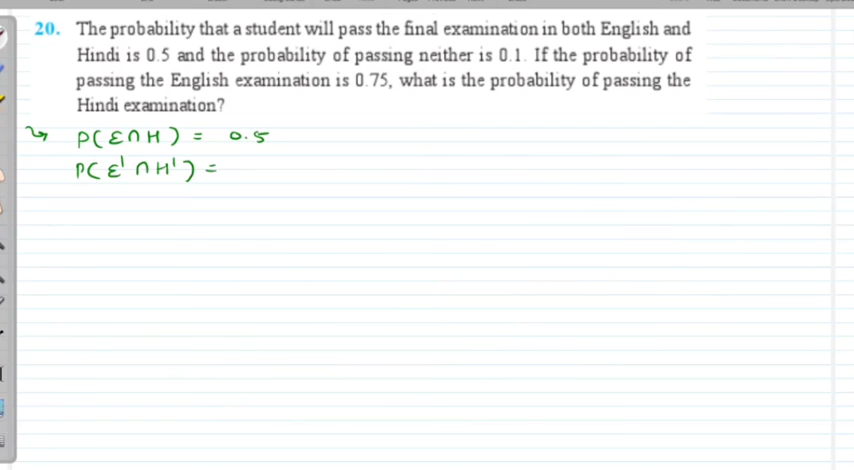 20. The probability that a student will pass the final examination in both English and
Hindi is 0.5 and the probability of passing neither is 0.1. If the probability of
passing the English examination is 0.75, what is the probability of passing the
Hindi examination?
P(E∩H) = 0.5
P(E'∩H') =